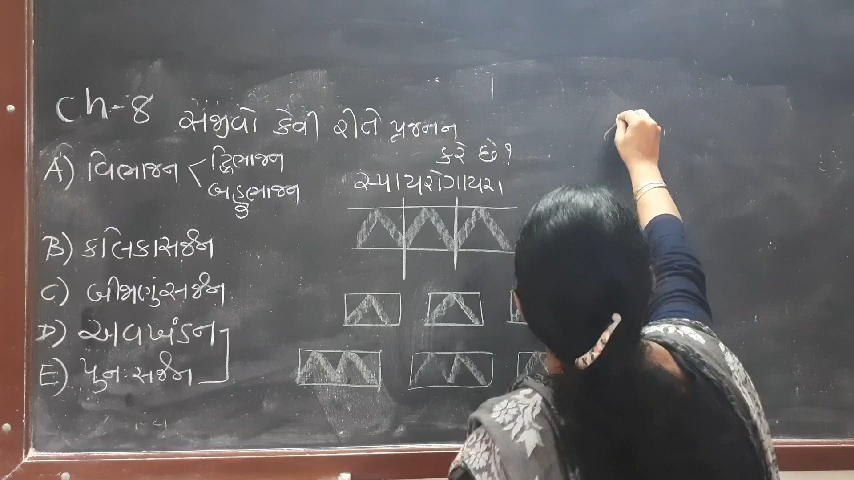 Ch-8 સજીવો કેવી રીતે પ્રજનન
કરે છે?
A) વિભાજન < દ્વિભાજન
બહુભાજન
સ્પાયરોગાયરા
B) કલિકાસર્જન
C) બીજાણુંસર્જન
D) અવખંડન
E) પુનઃસર્જન